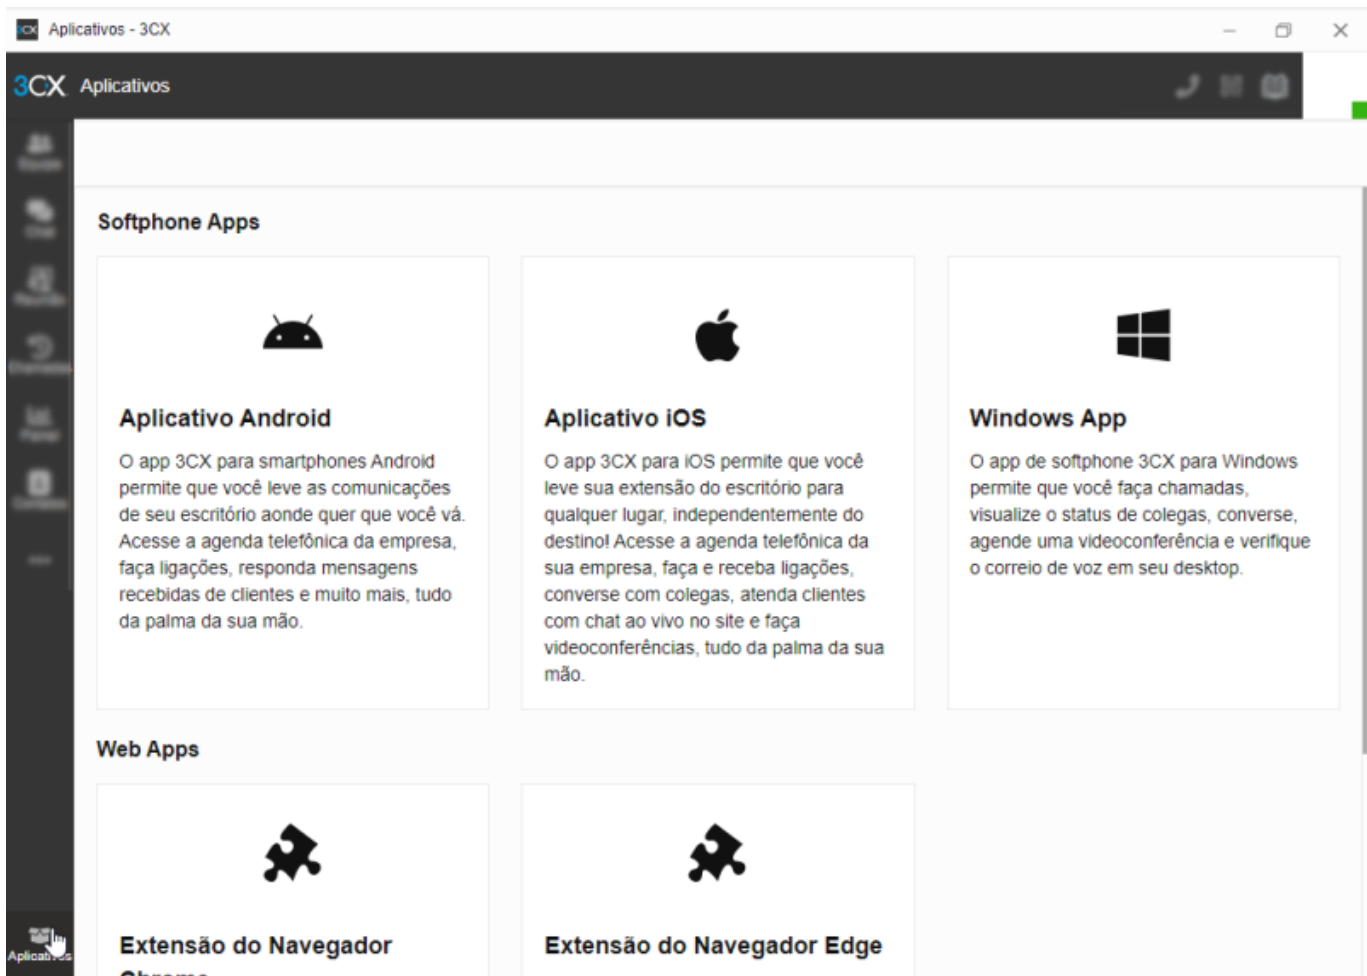 Aplicativos - 3CX
3CX Aplicativos
Softphone Apps
Aplicativo Android
O app 3CX para smartphones Android
permite que você leve as comunicações
de seu escritório aonde quer que você vá.
Acesse a agenda telefônica da empresa,
faça ligações, responda mensagens
recebidas de clientes e muito mais, tudo
da palma da sua mão.
Aplicativo iOS
O app 3CX para iOS permite que você
leve sua extensão do escritório para
qualquer lugar, independentemente do
destino! Acesse a agenda telefônica da
sua empresa, faça e receba ligações,
converse com colegas, atenda clientes
com chat ao vivo no site e faça
videoconferências, tudo da palma da sua
mão.
Windows App
O app de softphone 3CX para Windows
permite que você faça chamadas,
visualize o status de colegas, converse,
agende uma videoconferência e verifique
o correio de voz em seu desktop.
Web Apps
Extensão do Navegador
Extensão do Navegador Edge
Aplicativos